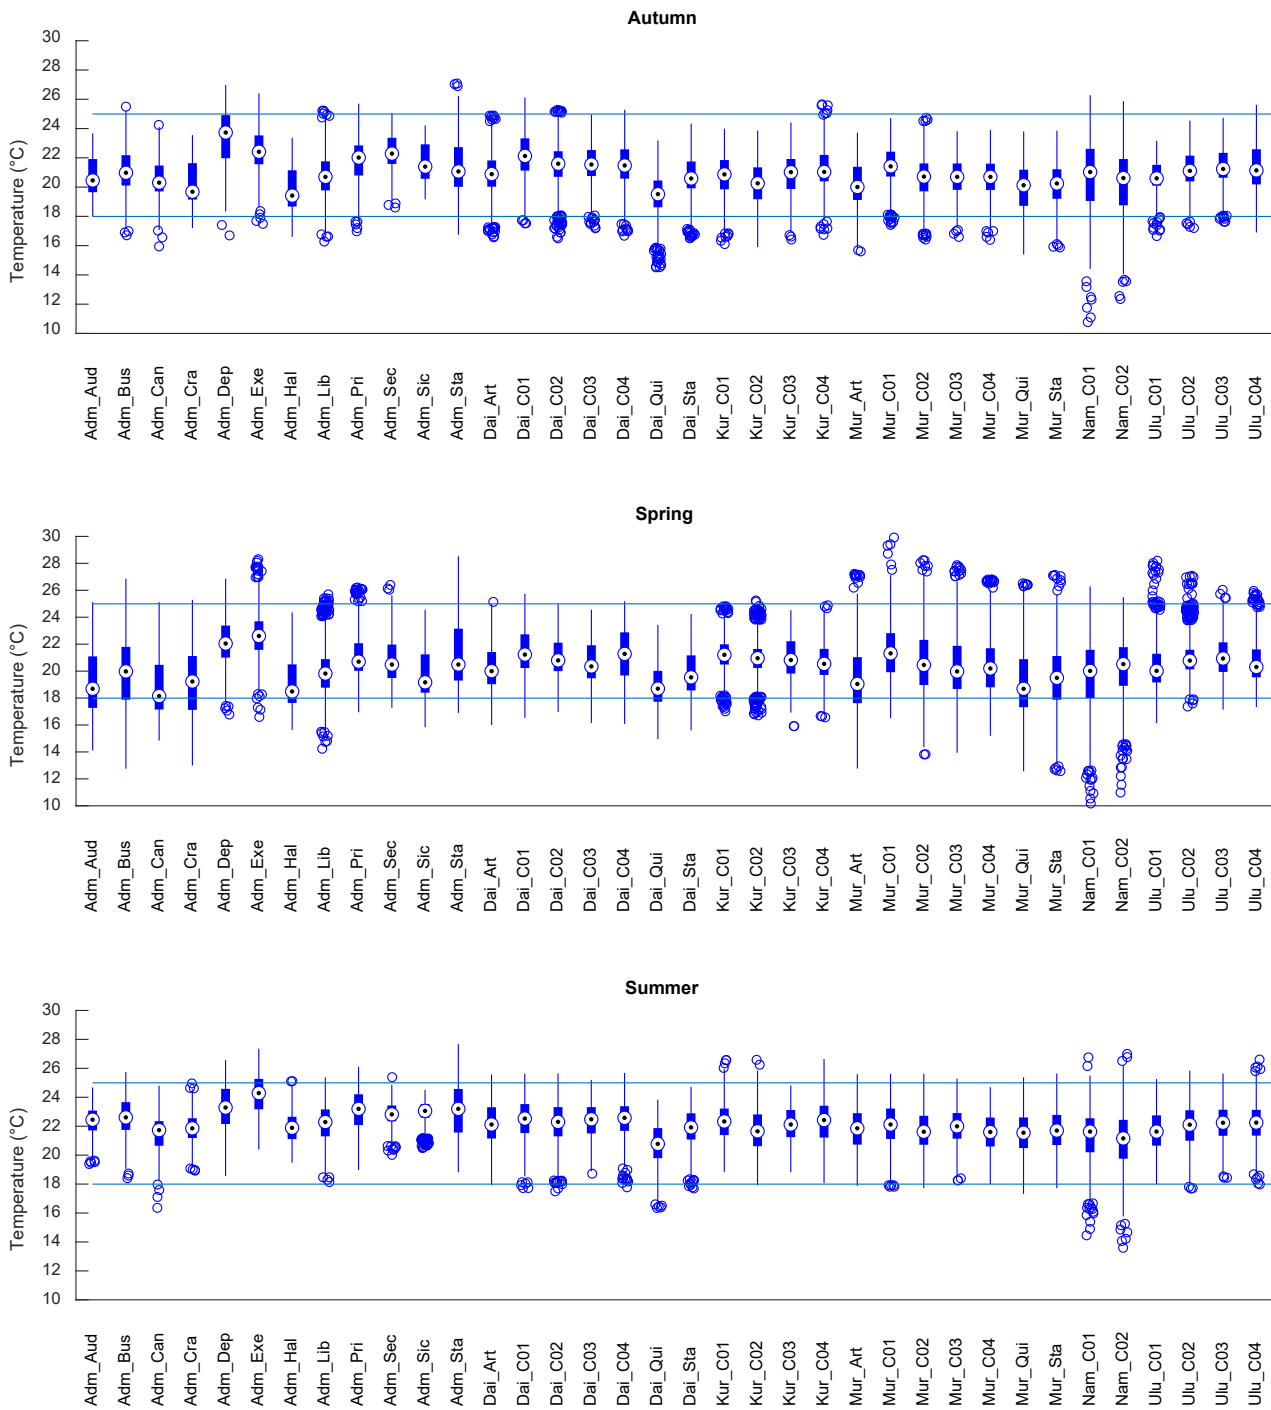 Autumn
30
28
26
24
22
20
18
16
14
12
10
Temperature (°C)
Adm_Aud
Adm_Bus
Adm_Can
Adm_Cra
Adm_Dep
Adm_Exe
Adm_Hal
Adm_Lib
Adm_Pri
Adm_Sec
Adm_Sic
Adm_Sta
Dai_Art
Dai_C01
Dai_C02
Dai_C03
Dai_C04
Dai_Qui
Dai_Sta
Kur_C01
Kur_C02
Kur_C03
Kur_C04
Mur_Art
Mur_C01
Mur_C02
Mur_C03
Mur_C04
Mur_Qui
Mur_Sta
Nam_C01
Nam_C02
Ulu_C01
Ulu_C02
Ulu_C03
Ulu_C04
Spring
30
28
26
24
22
20
18
16
14
12
10
Temperature (°C)
Adm_Aud
Adm_Bus
Adm_Can
Adm_Cra
Adm_Dep
Adm_Exe
Adm_Hal
Adm_Lib
Adm_Pri
Adm_Sec
Adm_Sic
Adm_Sta
Dai_Art
Dai_C01
Dai_C02
Dai_C03
Dai_C04
Dai_Qui
Dai_Sta
Kur_C01
Kur_C02
Kur_C03
Kur_C04
Mur_Art
Mur_C01
Mur_C02
Mur_C03
Mur_C04
Mur_Qui
Mur_Sta
Nam_C01
Nam_C02
Ulu_C01
Ulu_C02
Ulu_C03
Ulu_C04
Summer
30
28
26
24
22
20
18
16
14
12
10
Temperature (°C)
Adm_Aud
Adm_Bus
Adm_Can
Adm_Cra
Adm_Dep
Adm_Exe
Adm_Hal
Adm_Lib
Adm_Pri
Adm_Sec
Adm_Sic
Adm_Sta
Dai_Art
Dai_C01
Dai_C02
Dai_C03
Dai_C04
Dai_Qui
Dai_Sta
Kur_C01
Kur_C02
Kur_C03
Kur_C04
Mur_Art
Mur_C01
Mur_C02
Mur_C03
Mur_C04
Mur_Qui
Mur_Sta
Nam_C01
Nam_C02
Ulu_C01
Ulu_C02
Ulu_C03
Ulu_C04